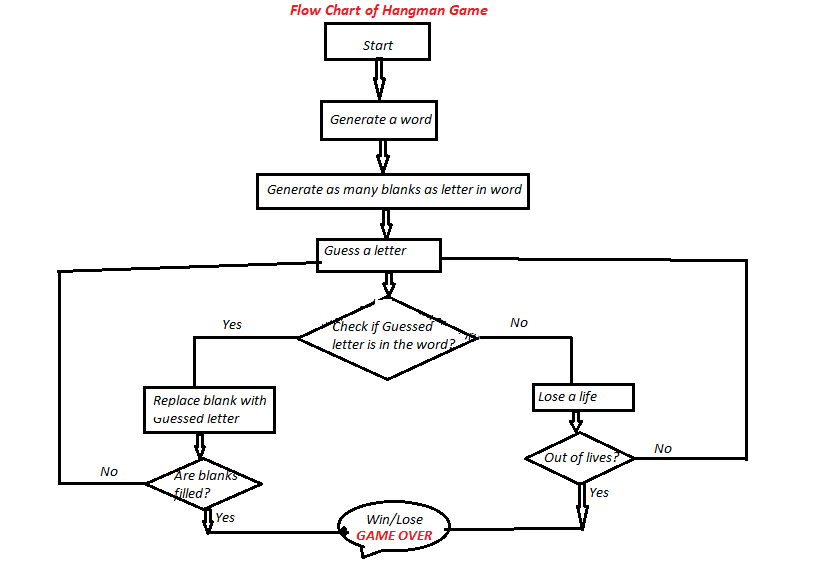 Flow Chart of Hangman Game
Start
Generate a word
Generate as many blanks as letter in word
Guess a letter
Check if Guessed
letter is in the word?
Yes
No
Replace blank with
Guessed letter
Lose a life
Are blanks
filled?
No
Yes
Out of lives?
No
Yes
Win/Lose
GAME OVER